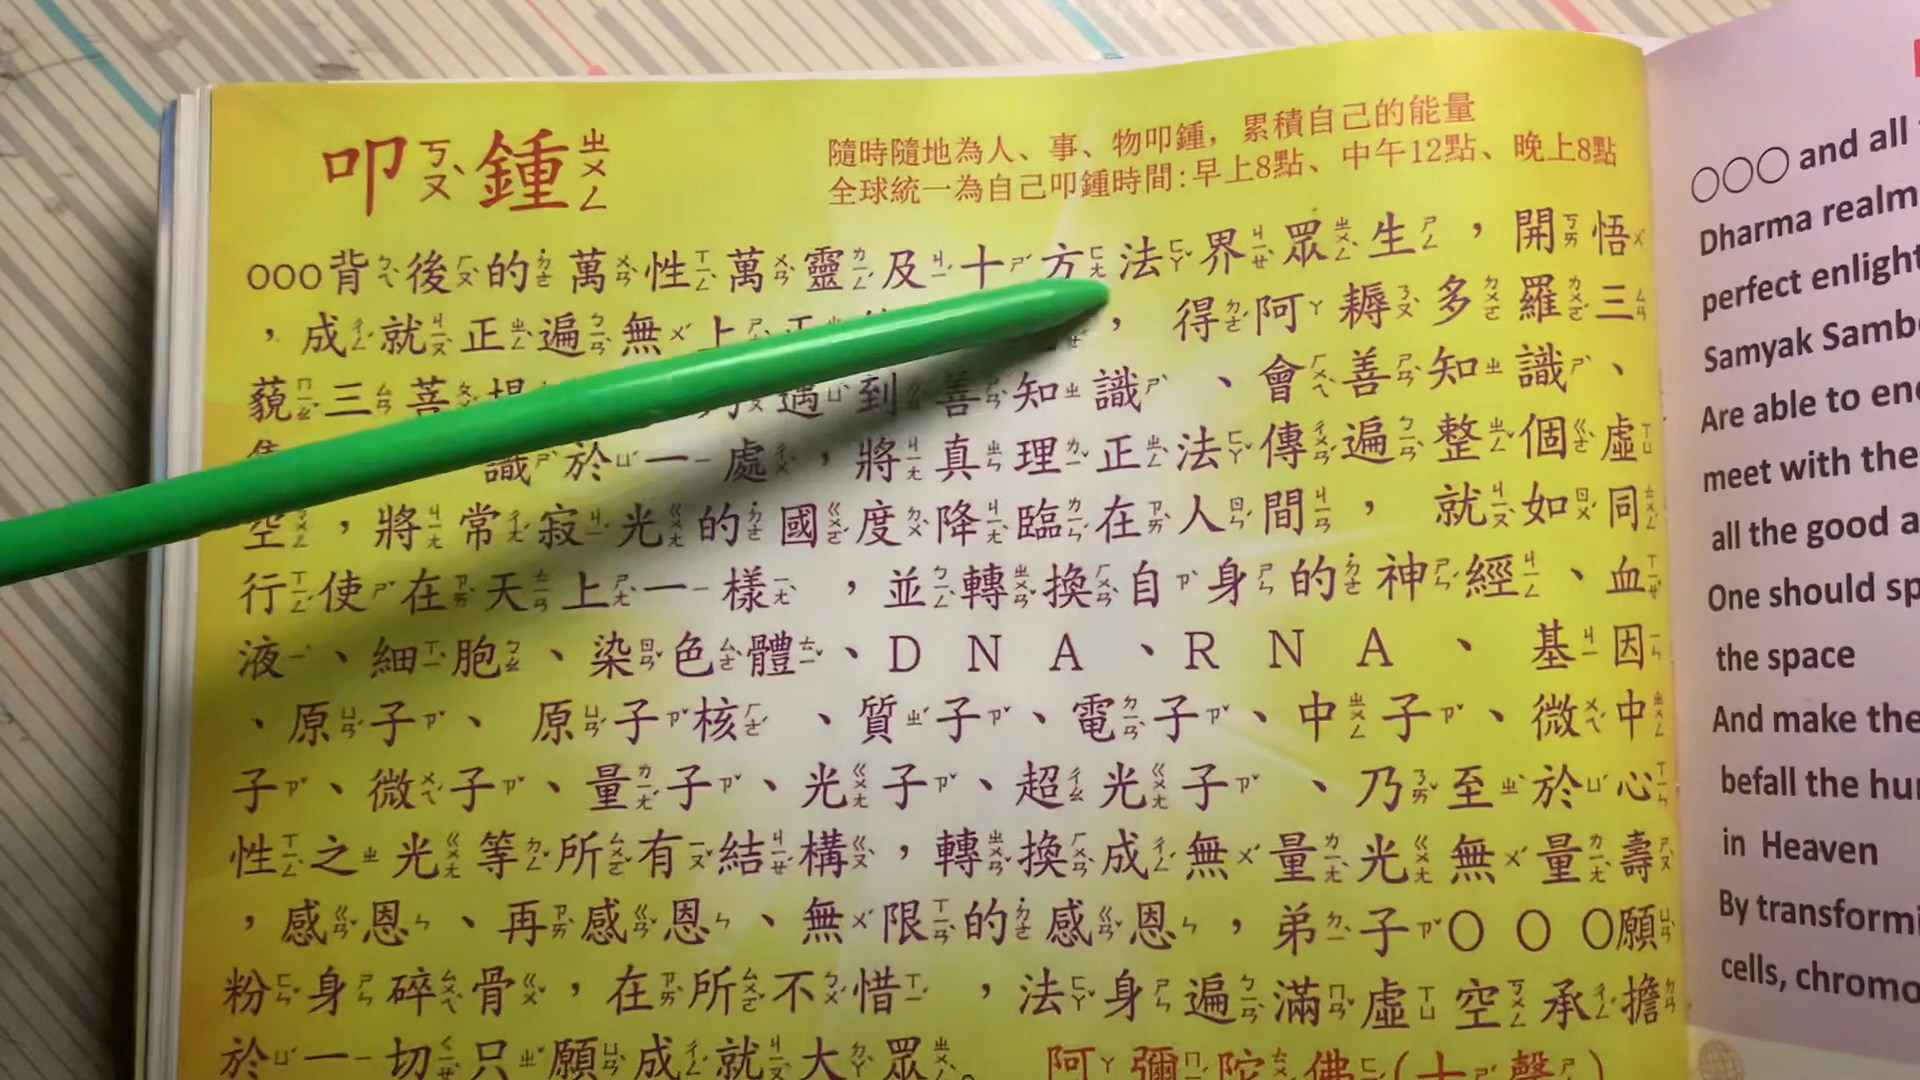 叩鍾
隨時隨地為人、事、物叩鍾，累積自己的能量
全球統一為自己叩鍾時間：早上8點、中午12點、晚上8點
OOO背後的萬性萬靈及十方法界眾生，開悟
，成就正遍無上正，得阿耨多羅三
藐三菩提遇到善知識、會善知識、
識於一處，將真理正法傳遍整個虛
空，將常寂光的國度降臨在人間，就如同
行使在天上一樣，並轉換自身的神經、血
液、細胞、染色體、DNA、RNA、基因
、原子、原子核、質子、電子、中子、微中
子、微子、量子、光子、超光子、乃至於心
性之光等所有結構，轉換成無量光無量壽
，感恩、再感恩、無限的感恩，弟子OOO願
粉身碎骨，在所不惜，法身遍滿虛空承擔
於一切只願成就大眾。阿彌陀佛(十聲)
○○○ and all
Dharma realm
perfect enlight
Samyak Samb
Are able to en
meet with the
all the good a
One should sp
the space
And make the
befall the hu
in Heaven
By transformi
cells, chromo